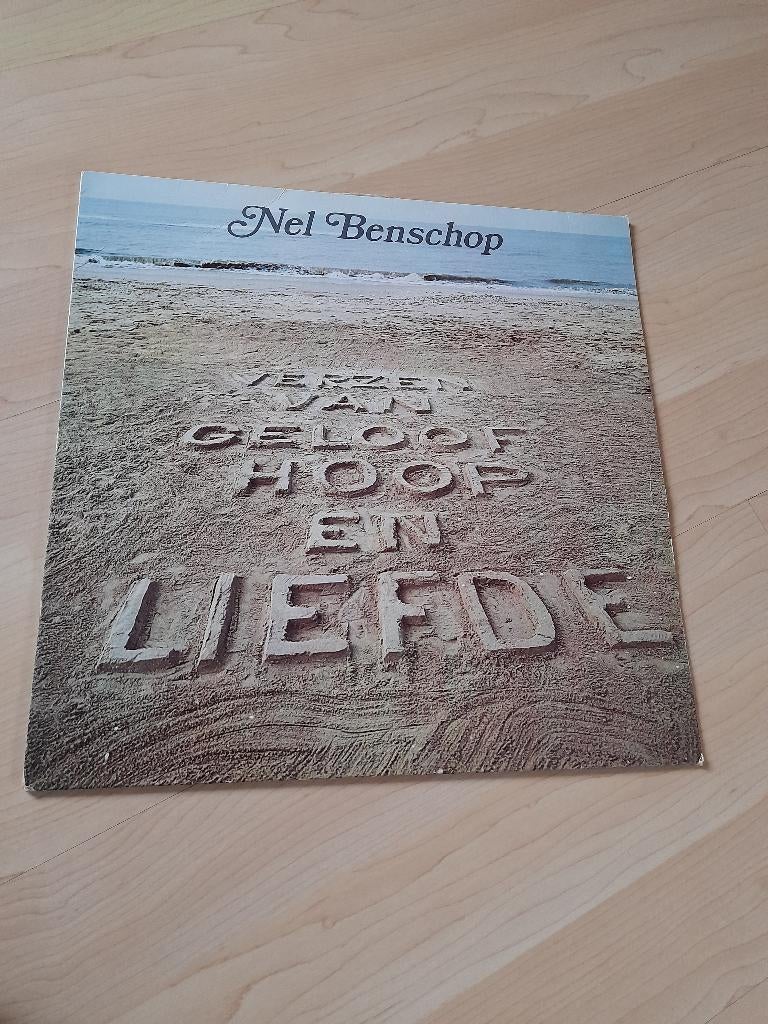 Nel Benschop
VERZEN
VAN
GELOOF
HOOP
EN
LIEFDE